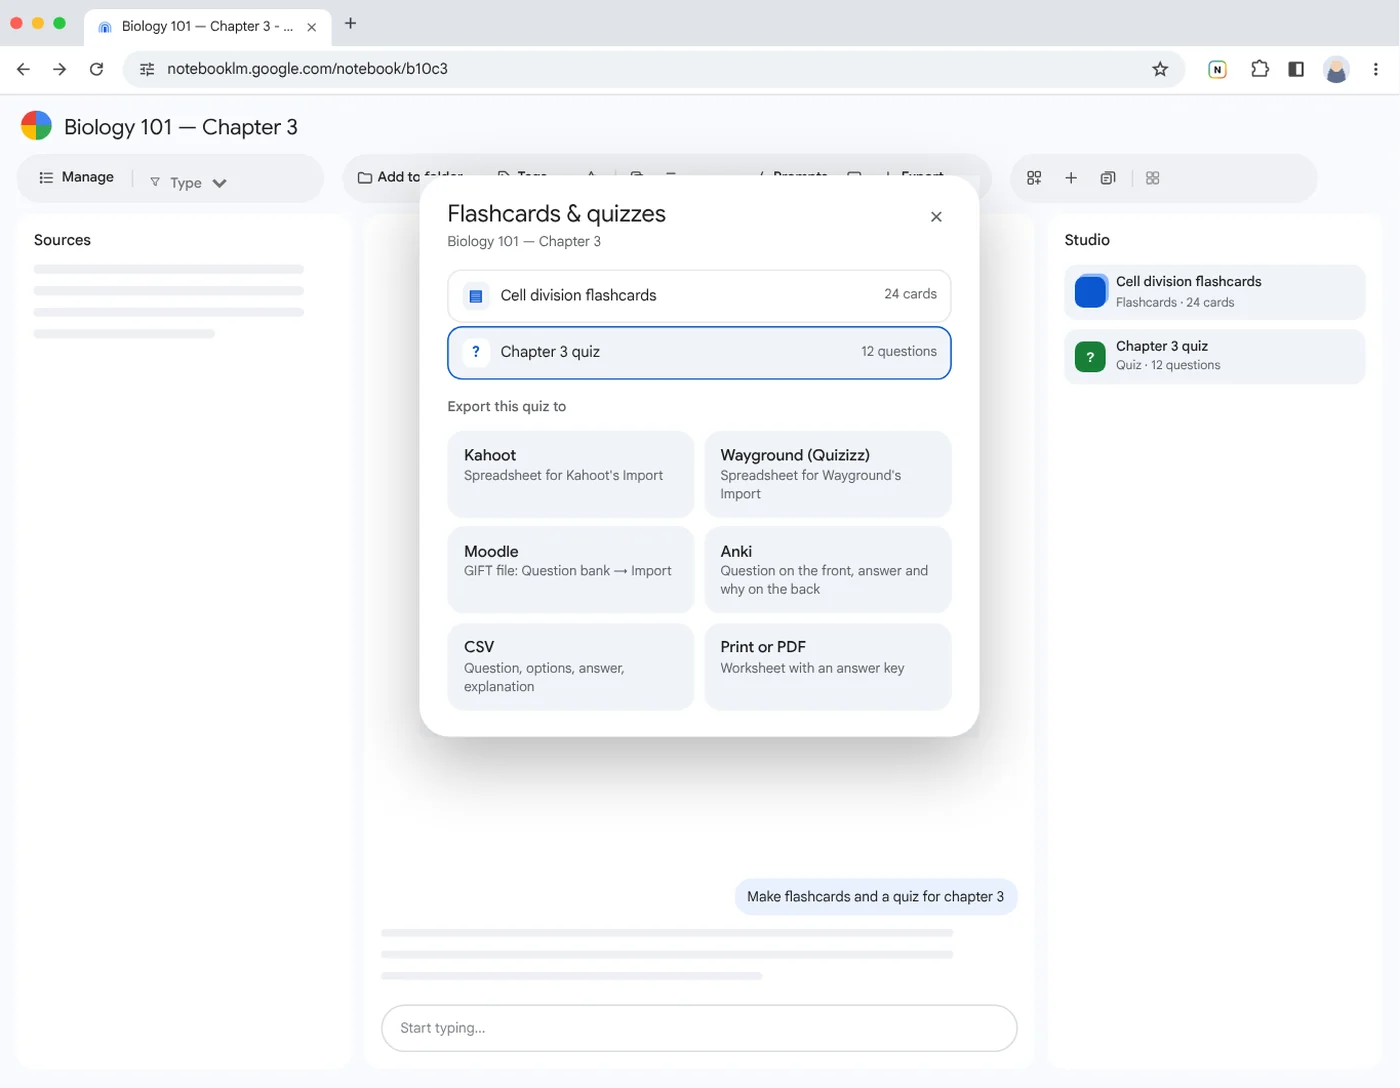 Biology 101 — Chapter 3 - ...
notebooklm.google.com/notebook/b10c3
N
Biology 101 — Chapter 3
Manage
Type
Add to folder
Tags
Prompts
Export
Sources
Flashcards & quizzes
Biology 101 — Chapter 3
Cell division flashcards
24 cards
?
Chapter 3 quiz
12 questions
Export this quiz to
Kahoot
Spreadsheet for Kahoot's Import
Wayground (Quizizz)
Spreadsheet for Wayground's
Import
Moodle
GIFT file: Question bank → Import
Anki
Question on the front, answer and
why on the back
CSV
Question, options, answer,
explanation
Print or PDF
Worksheet with an answer key
Studio
Cell division flashcards
Flashcards · 24 cards
?
Chapter 3 quiz
Quiz · 12 questions
Make flashcards and a quiz for chapter 3
Start typing...